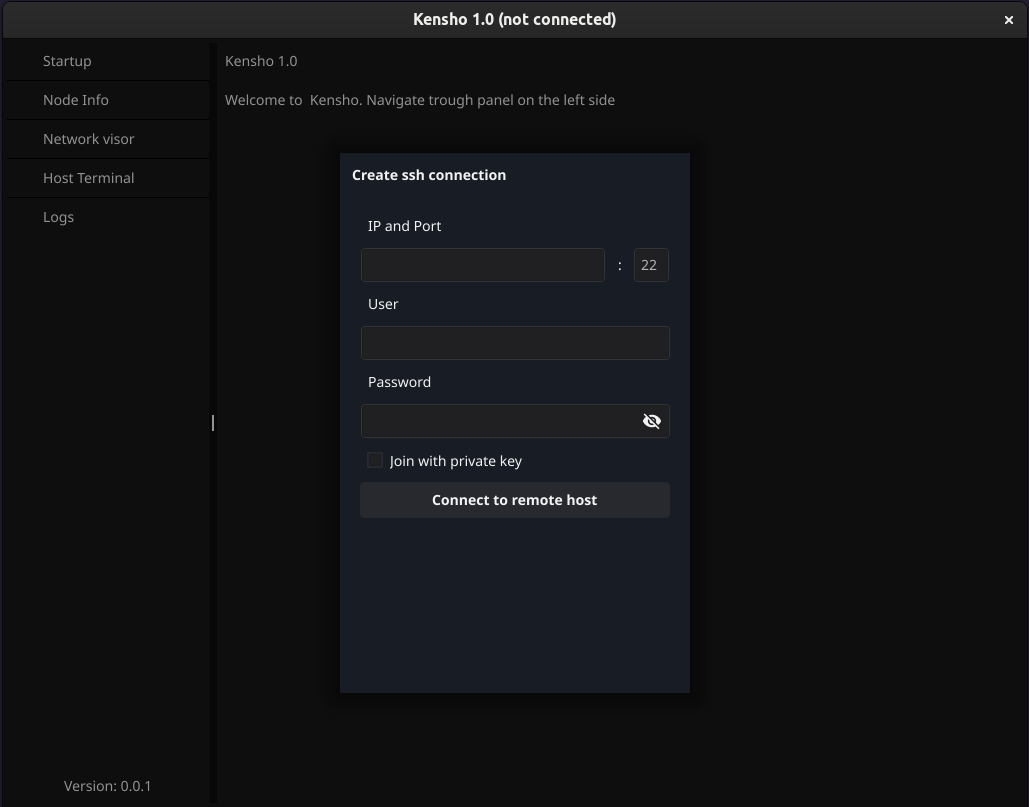 Kensho 1.0 (not connected)
Startup
Node Info
Network visor
Host Terminal
Logs
Kensho 1.0
Welcome to  Kensho. Navigate trough panel on the left side
Create ssh connection
IP and Port
: 22
User
Password
Join with private key
Connect to remote host
Version: 0.0.1